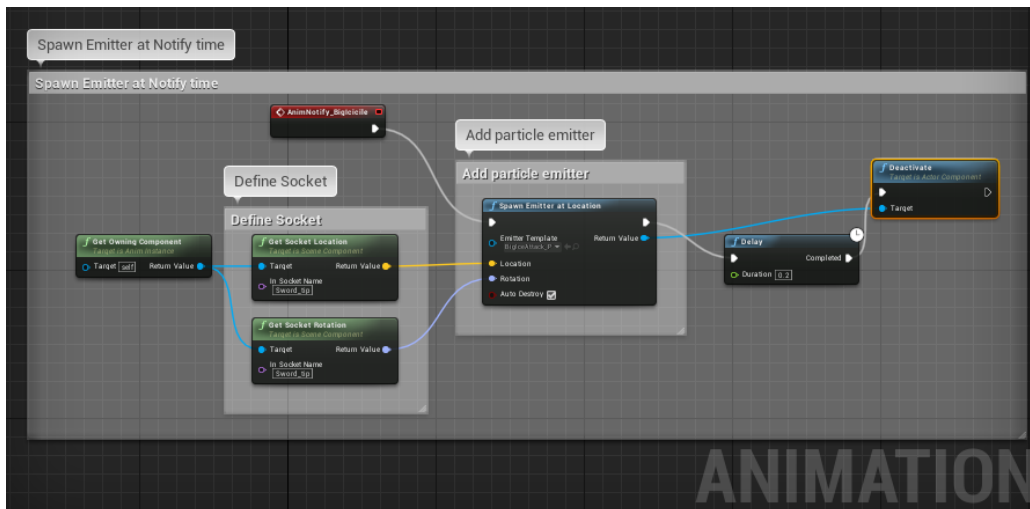 Spawn Emitter at Notify time
Spawn Emitter at Notify time
AnimNotify_BigIcicile
Add particle emitter
Add particle emitter
Define Socket
Define Socket
Get Owning Component
Target is Anim Instance
Target self Return Value
Get Socket Location
Target is Scene Component
Target Return Value
In Socket Name
Sword_tip
Get Socket Rotation
Target is Scene Component
Target Return Value
In Socket Name
Sword_tip
Spawn Emitter at Location
Emitter Template Return Value
Location
Rotation
Auto Destroy
Delay
Completed
Duration 0.2
Deactivate
Target is Actor Component
Target
ANIMATION